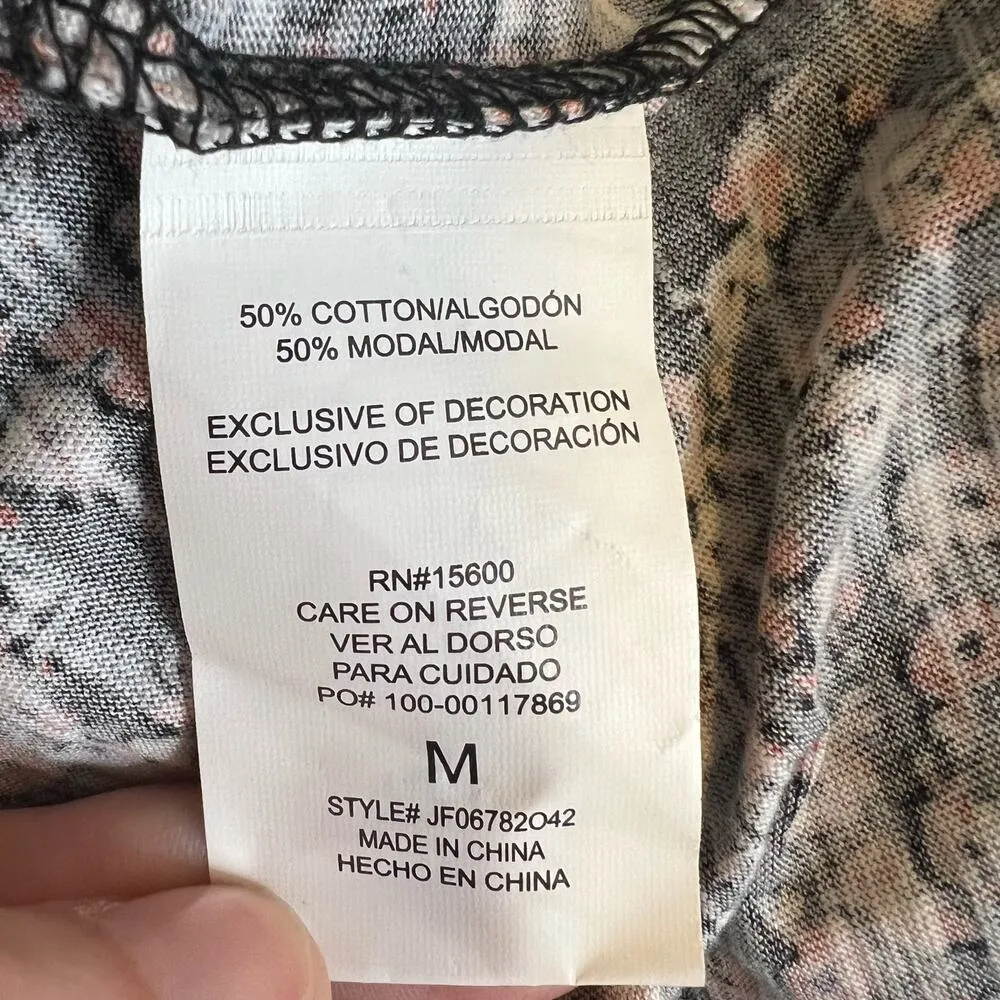 50% COTTON/ALGODÓN
50% MODAL/MODAL
EXCLUSIVE OF DECORATION
EXCLUSIVO DE DECORACIÓN
RN#15600
CARE ON REVERSE
VER AL DORSO
PARA CUIDADO
PO# 100-00117869
M
STYLE# JF06782O42
MADE IN CHINA
HECHO EN CHINA